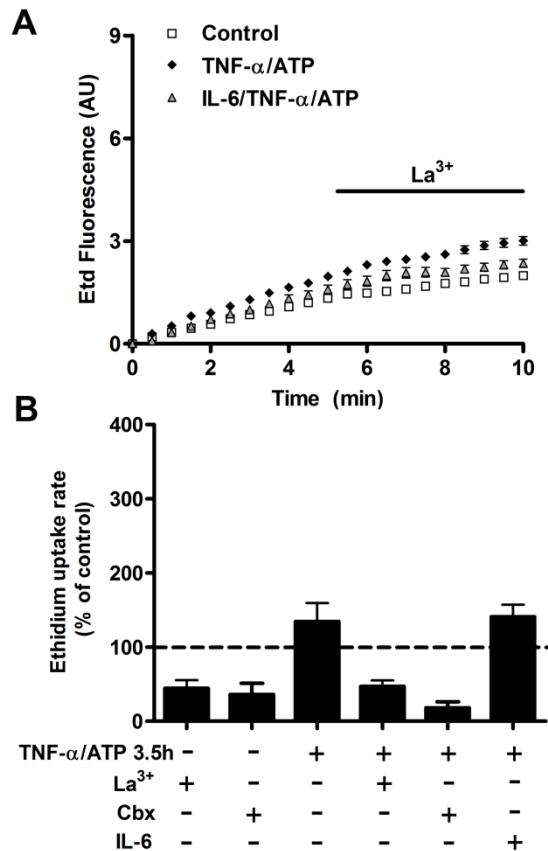 A
Control
TNF-α/ATP
IL-6/TNF-α/ATP
La³⁺
Etd Fluorescence (AU)
9
6
3
0
0 2 4 6 8 10
Time (min)
B
Ethidium uptake rate
(% of control)
400
300
200
100
0
TNF-α/ATP 3.5h - - + + + +
La³⁺ + - - + - -
Cbx - + - - + -
IL-6 - - - - - +